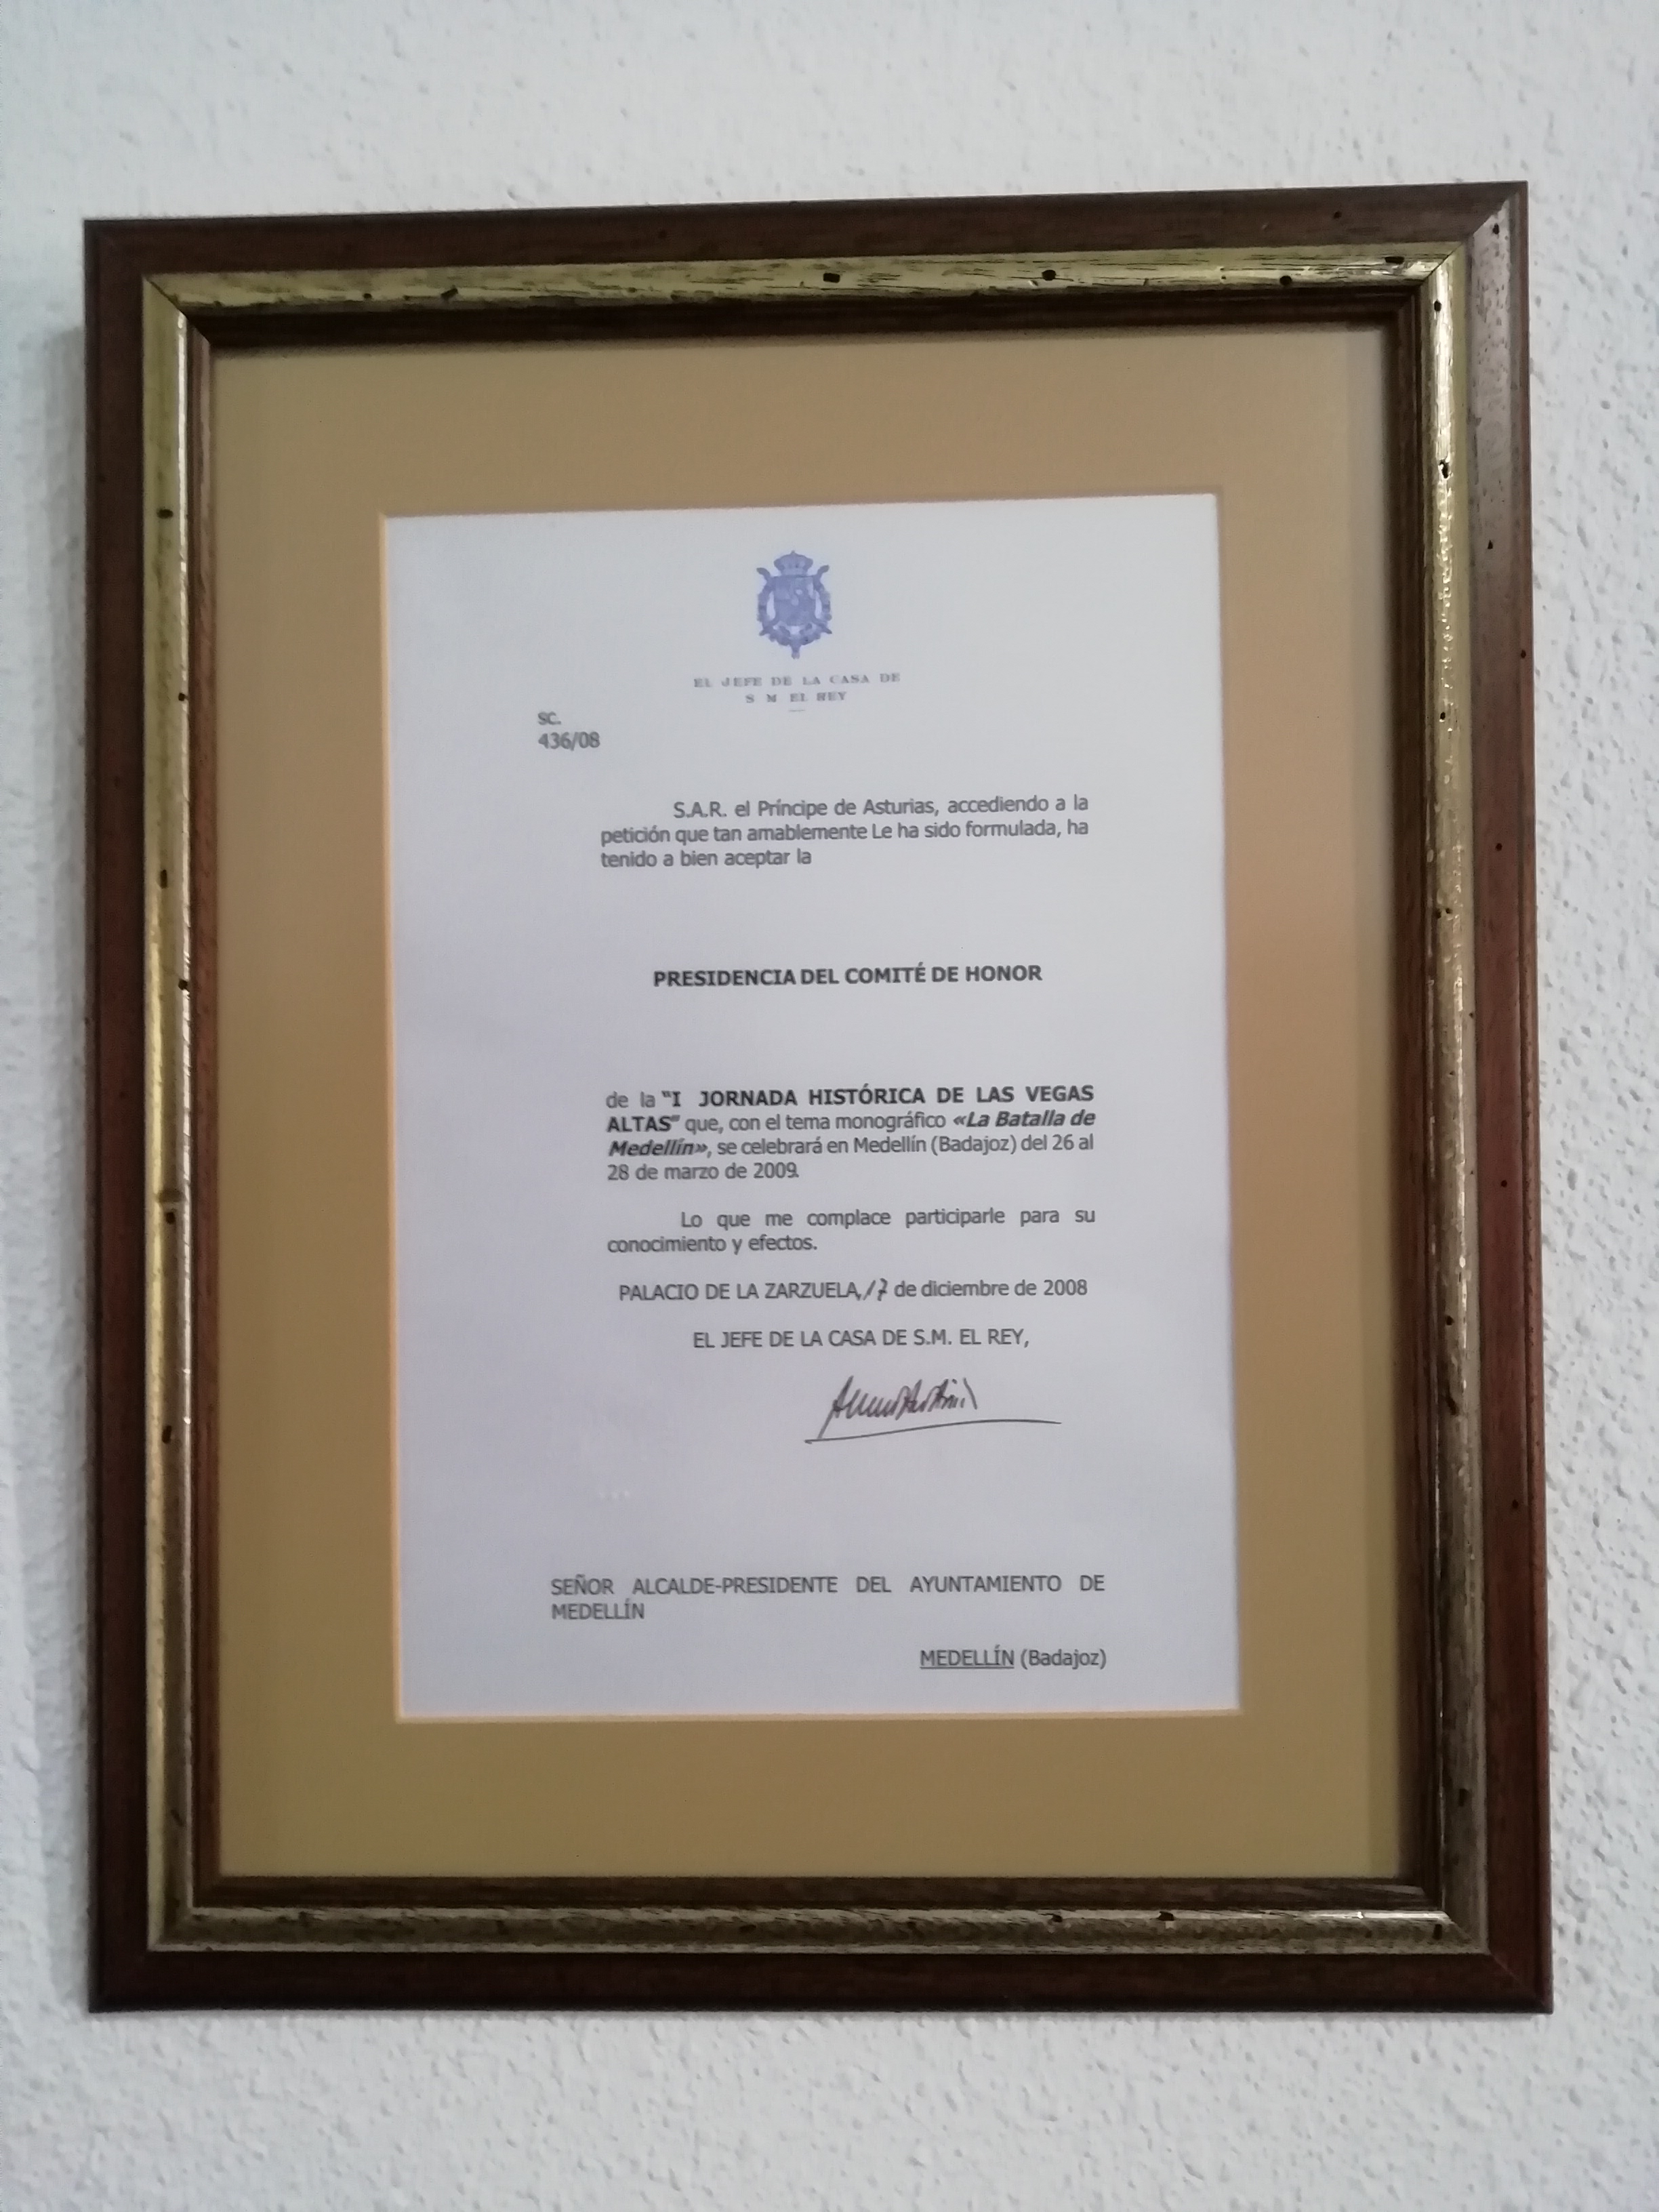 EL JEFE DE LA CASA DE
S M EL REY
SC.
436/08
S.A.R. el Príncipe de Asturias, accediendo a la
petición que tan amablemente Le ha sido formulada, ha
tenido a bien aceptar la
PRESIDENCIA DEL COMITÉ DE HONOR
de la "I JORNADA HISTÓRICA DE LAS VEGAS
ALTAS" que, con el tema monográfico «La Batalla de
Medellín», se celebrará en Medellín (Badajoz) del 26 al
28 de marzo de 2009.
Lo que me complace participarle para su
conocimiento y efectos.
PALACIO DE LA ZARZUELA, 17 de diciembre de 2008
EL JEFE DE LA CASA DE S.M. EL REY,
SEÑOR ALCALDE-PRESIDENTE DEL AYUNTAMIENTO DE
MEDELLÍN
MEDELLÍN (Badajoz)